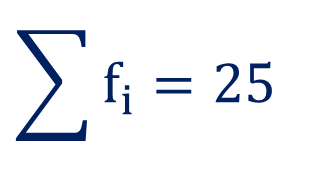 ∑ fᵢ = 25